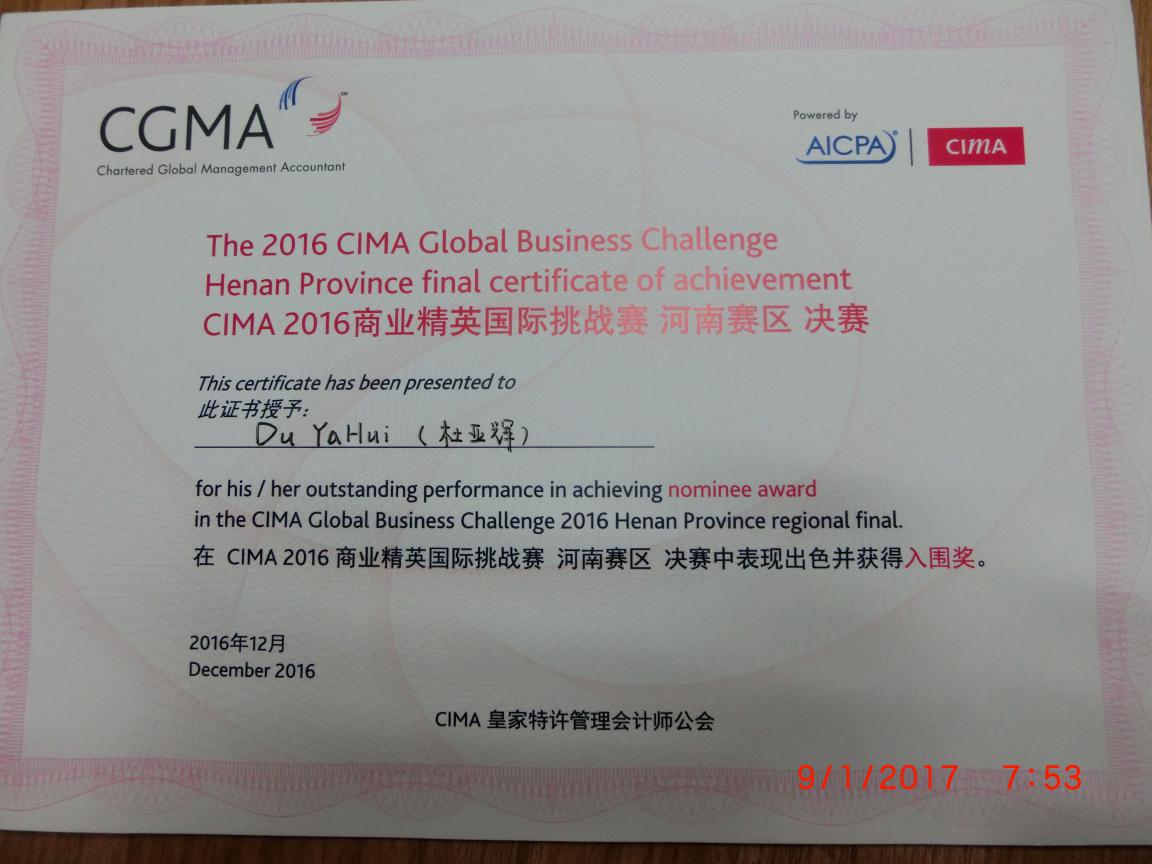 CGMA SM
Chartered Global Management Accountant
Powered by
AICPA® | CIMA
The 2016 CIMA Global Business Challenge
Henan Province final certificate of achievement
CIMA 2016商业精英国际挑战赛 河南赛区 决赛
This certificate has been presented to
此证书授予：
Du YaHui （杜亚辉）
for his / her outstanding performance in achieving nominee award
in the CIMA Global Business Challenge 2016 Henan Province regional final.
在 CIMA 2016 商业精英国际挑战赛 河南赛区 决赛中表现出色并获得入围奖。
2016年12月
December 2016
CIMA 皇家特许管理会计师公会
9/1/2017 7:53